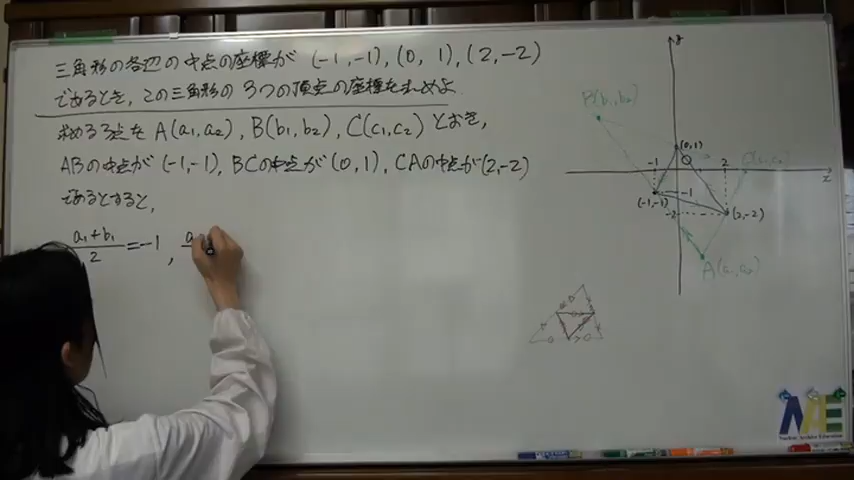 三角形の各辺の中点の座標が (-1,-1), (0, 1), (2,-2)
であるとき, この三角形の 3つの頂点の座標を求めよ.
求める3点を A(a₁,a₂), B(b₁,b₂), C(c₁,c₂) とおき,
ABの中点が (-1,-1), BCの中点が (0,1), CAの中点が(2,-2)
であるとすると,
a₁+b₁/2=-1 , a
y
B(b₁,b₂)
(0,1)
-1 2 C(c₁,c₂)
x
(-1,-1) -1
-2 (2,-2)
A(a₁,a₂)